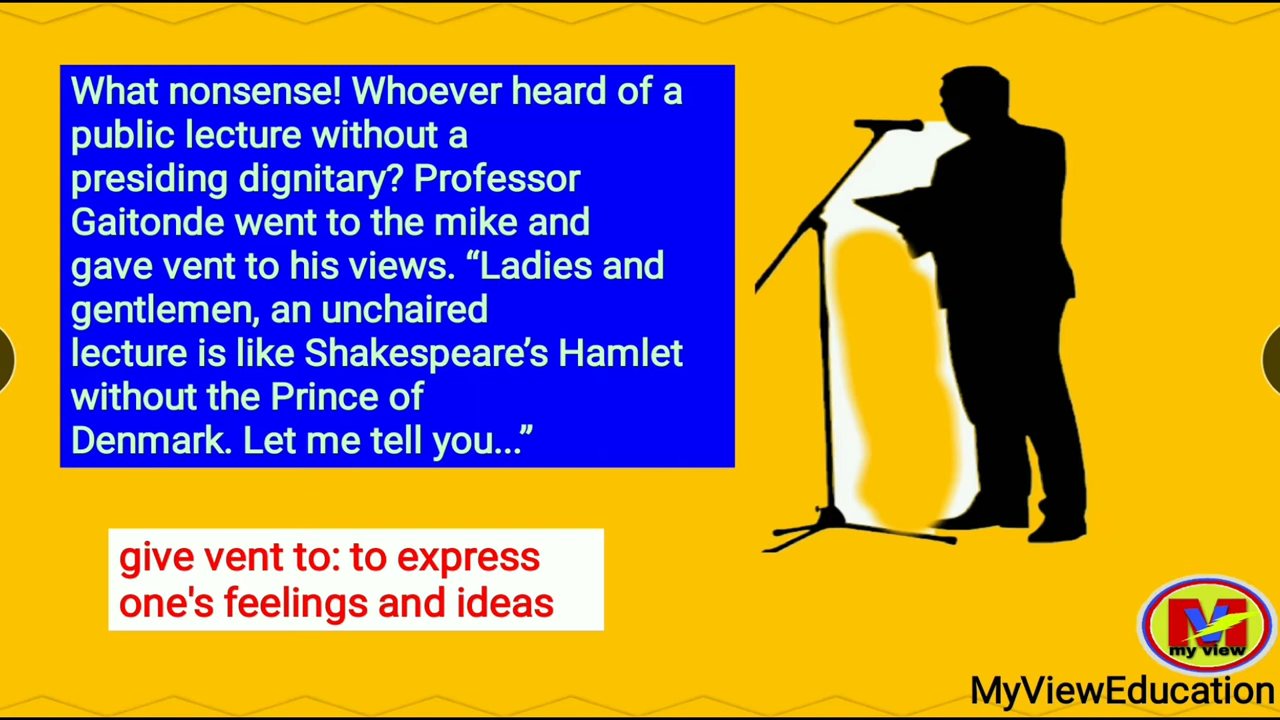 What nonsense! Whoever heard of a
public lecture without a
presiding dignitary? Professor
Gaitonde went to the mike and
gave vent to his views. “Ladies and
gentlemen, an unchaired
lecture is like Shakespeare’s Hamlet
without the Prince of
Denmark. Let me tell you...”
give vent to: to express
one's feelings and ideas
MV
my view
MyViewEducation